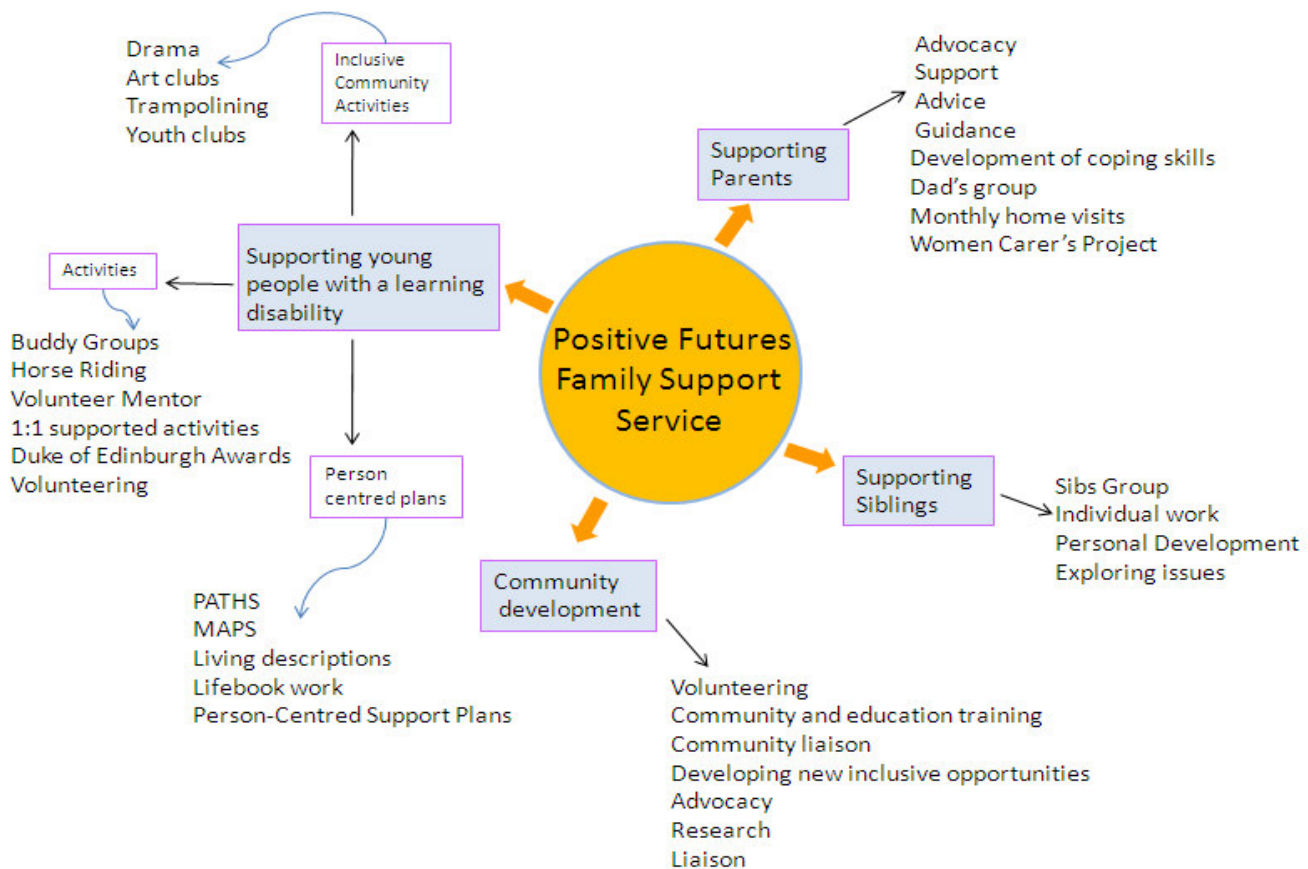 Drama
Art clubs
Trampolining
Youth clubs
Inclusive
Community
Activities
Advocacy
Support
Advice
Guidance
Development of coping skills
Dad's group
Monthly home visits
Women Carer's Project
Supporting
Parents
Supporting young
people with a learning
disability
Activities
Buddy Groups
Horse Riding
Volunteer Mentor
1:1 supported activities
Duke of Edinburgh Awards
Volunteering
Positive Futures
Family Support
Service
Person
centred plans
Supporting
Siblings
Sibs Group
Individual work
Personal Development
Exploring issues
Community
development
PATHS
MAPS
Living descriptions
Lifebook work
Person-Centred Support Plans
Volunteering
Community and education training
Community liaison
Developing new inclusive opportunities
Advocacy
Research
Liaison